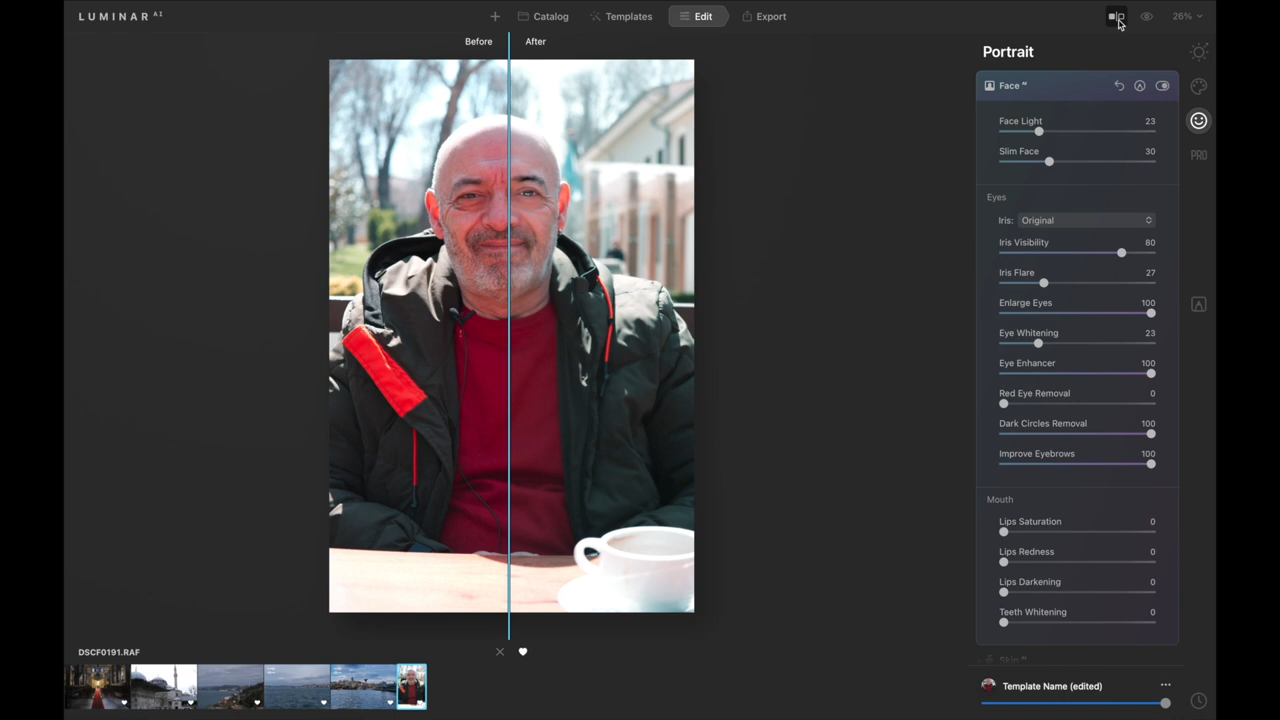 LUMINAR AI
Catalog
Templates
Edit
Export
26%
Before
After
Portrait
Face AI
Face Light 23
Slim Face 30
Eyes
Iris: Original
Iris Visibility 80
Iris Flare 27
Enlarge Eyes 100
Eye Whitening 23
Eye Enhancer 100
Red Eye Removal 0
Dark Circles Removal 100
Improve Eyebrows 100
Mouth
Lips Saturation 0
Lips Redness 0
Lips Darkening 0
Teeth Whitening 0
Skin AI
PRO
DSCF0191.RAF
Template Name (edited)